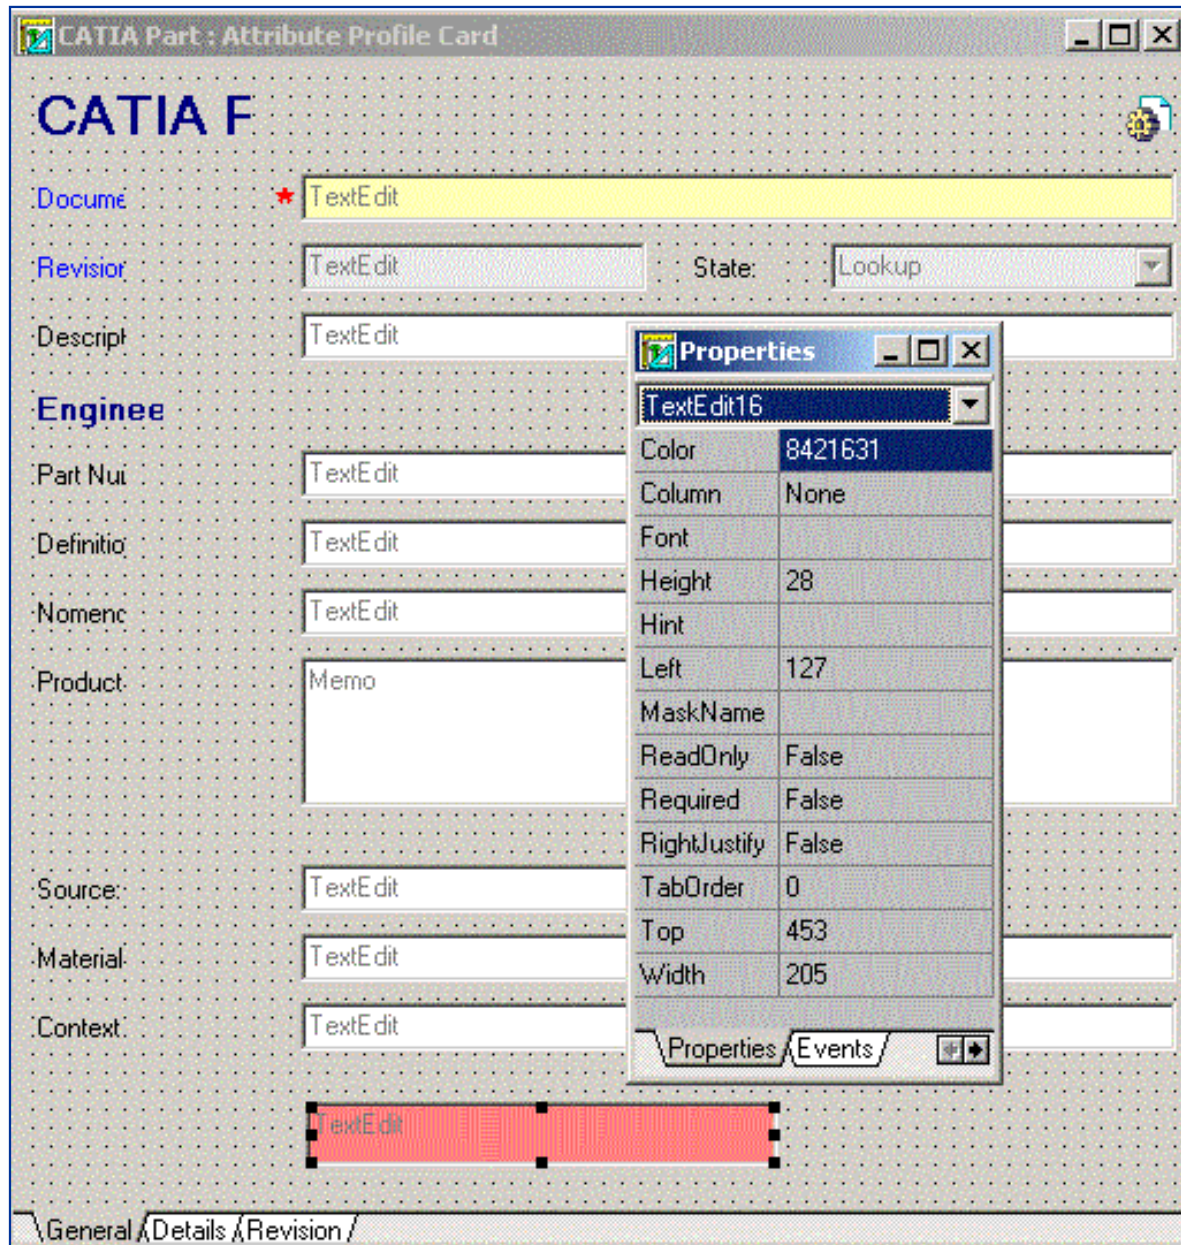 CATIA Part : Attribute Profile Card
CATIA F
Docume
* TextEdit
Revisior
TextEdit
State:
Lookup
Descript
TextEdit
Enginee
Part Nui
TextEdit
Definitio
TextEdit
Nomenc
TextEdit
Product
Memo
Source:
TextEdit
Material
TextEdit
Context
TextEdit
TextEdit
General
Details
Revision
Properties
TextEdit16
Color 8421631
Column None
Font
Height 28
Hint
Left 127
MaskName
ReadOnly False
Required False
RightJustify False
TabOrder 0
Top 453
Width 205
Properties
Events